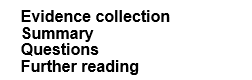 Evidence collection
Summary
Questions
Further reading